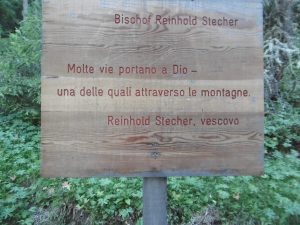 Bischof Reinhold Stecher
Molte vie portano a Dio –
una delle quali attraverso le montagne.
Reinhold Stecher, vescovo